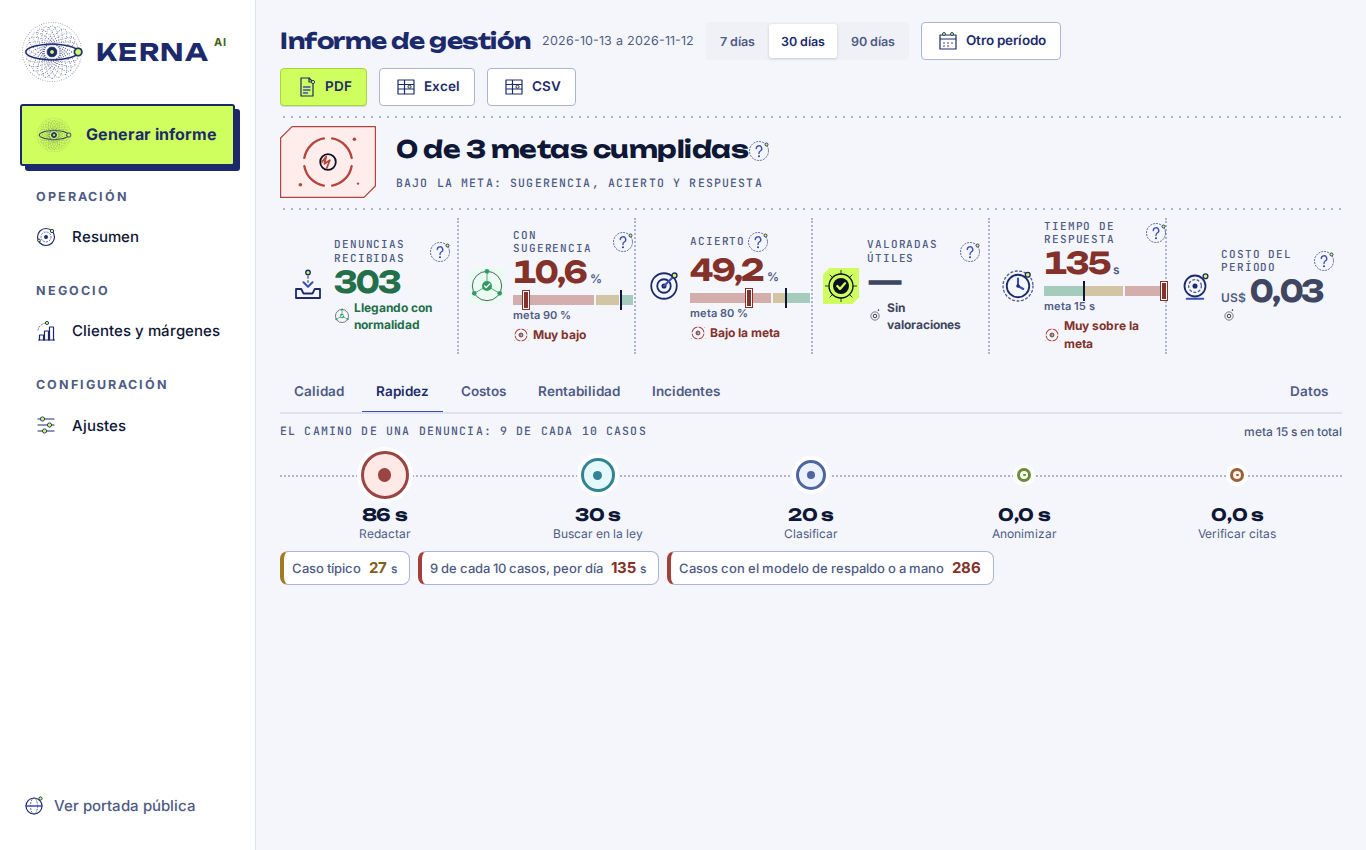 KERNA AI
Generar informe
OPERACIÓN
Resumen
NEGOCIO
Clientes y márgenes
CONFIGURACIÓN
Ajustes
Ver portada pública
Informe de gestión 2026-10-13 a 2026-11-12 7 días 30 días 90 días Otro período
PDF Excel CSV
0 de 3 metas cumplidas ?
BAJO LA META: SUGERENCIA, ACIERTO Y RESPUESTA
DENUNCIAS
RECIBIDAS ?
303
Llegando con
normalidad
CON
SUGERENCIA ?
10,6 %
meta 90 %
Muy bajo
ACIERTO ?
49,2 %
meta 80 %
Bajo la meta
VALORADAS
ÚTILES ?
—
Sin
valoraciones
TIEMPO DE
RESPUESTA ?
135 s
meta 15 s
Muy sobre la
meta
COSTO DEL
PERÍODO ?
US$ 0,03
Calidad Rapidez Costos Rentabilidad Incidentes Datos
EL CAMINO DE UNA DENUNCIA: 9 DE CADA 10 CASOS meta 15 s en total
86 s 30 s 20 s 0,0 s 0,0 s
Redactar Buscar en la ley Clasificar Anonimizar Verificar citas
Caso típico 27 s 9 de cada 10 casos, peor día 135 s Casos con el modelo de respaldo o a mano 286